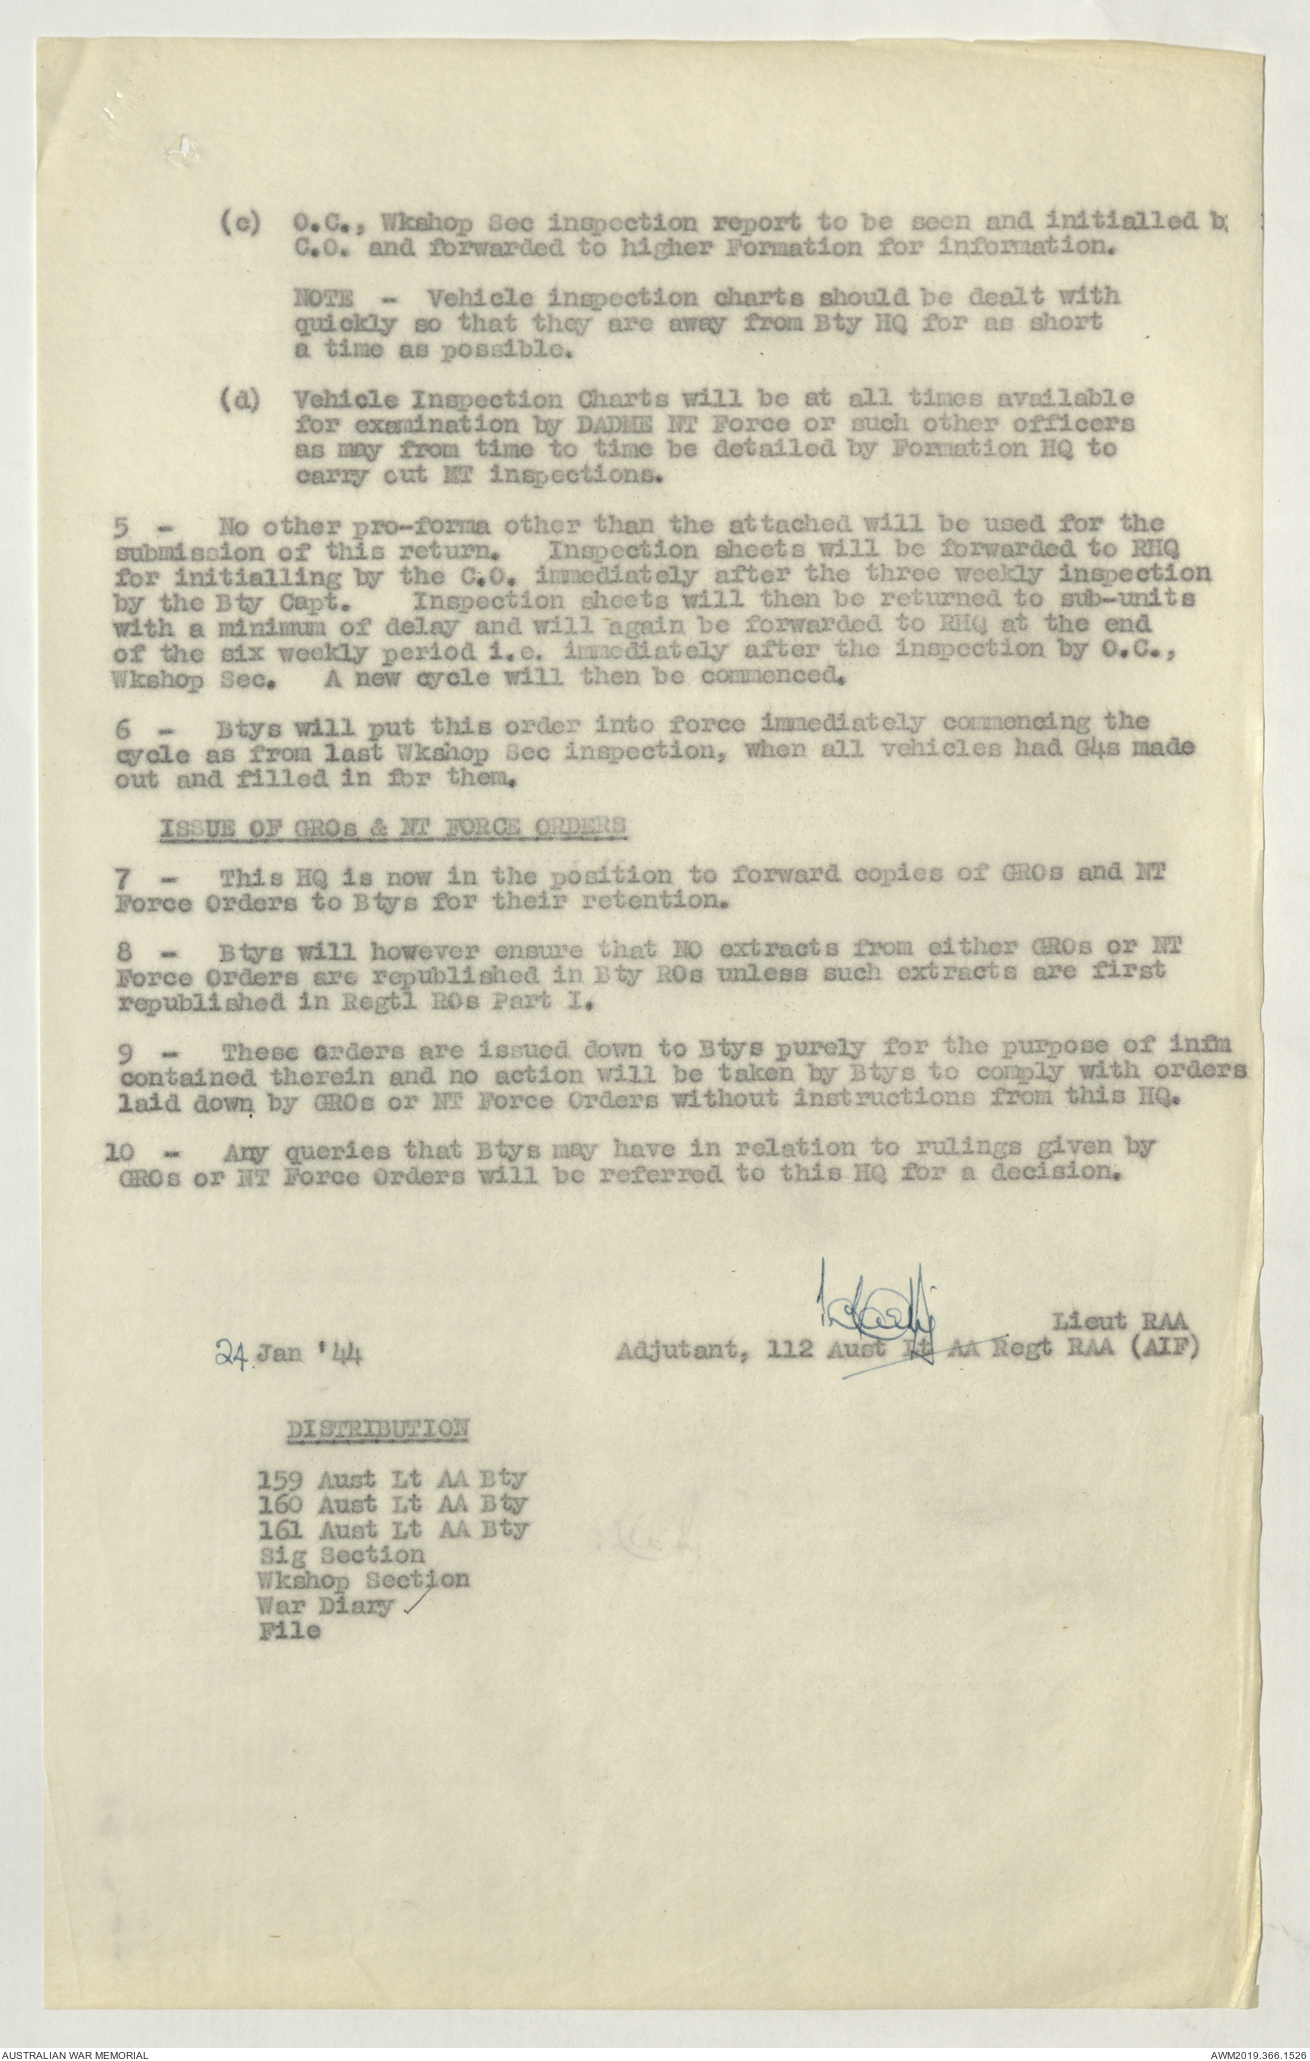 (c) O.C., Wkshop Sec inspection report to be seen and initialled
C.O. and forwarded to higher Formation for information.
NOTE - Vehicle inspection charts should be dealt with
quickly so that they are away from Bty HQ for as short
a time as possible.
(d) Vehicle Inspection Charts will be at all times available
for examination by DADME NT Force or such other officers
as may from time to time be detailed by Formation HQ to
carry out MT inspections.
5 - No other pro-forma other than the attached will be used for the
submission of this return. Inspection sheets will be forwarded to RHQ
for initialling by the C.O. immediately after the three weekly inspection
by the Bty Capt. Inspection sheets will then be returned to sub-units
with a minimum of delay and will again be forwarded to RHQ at the end
of the six weekly period i.e. immediately after the inspection by O.C.,
Wkshop Sec. A new cycle will then be commenced.
6 - Btys will put this order into force immediately commencing the
cycle as from last Wkshop Sec inspection, when all vehicles had G4s made
out and filled in for them.
ISSUE OF GROs & NT FORCE ORDERS
7 - This HQ is now in the position to forward copies of GROs and NT
Force Orders to Btys for their retention.
8 - Btys will however ensure that NO extracts from either GROs or NT
Force Orders are republished in Bty ROs unless such extracts are first
republished in Regtl ROs Part I.
9 - These orders are issued down to Btys purely for the purpose of infm
contained therein and no action will be taken by Btys to comply with orders
laid down by GROs or NT Force Orders without instructions from this HQ.
10 - Any queries that Btys may have in relation to rulings given by
GROs or NT Force Orders will be referred to this HQ for a decision.
Lieut RAA
24 Jan '44 Adjutant, 112 Aust Lt AA Regt RAA (AIF)
DISTRIBUTION
159 Aust Lt AA Bty
160 Aust Lt AA Bty
161 Aust Lt AA Bty
Sig Section
Wkshop Section
War Diary ✓
File
AUSTRALIAN WAR MEMORIAL AWM2019.366.1526